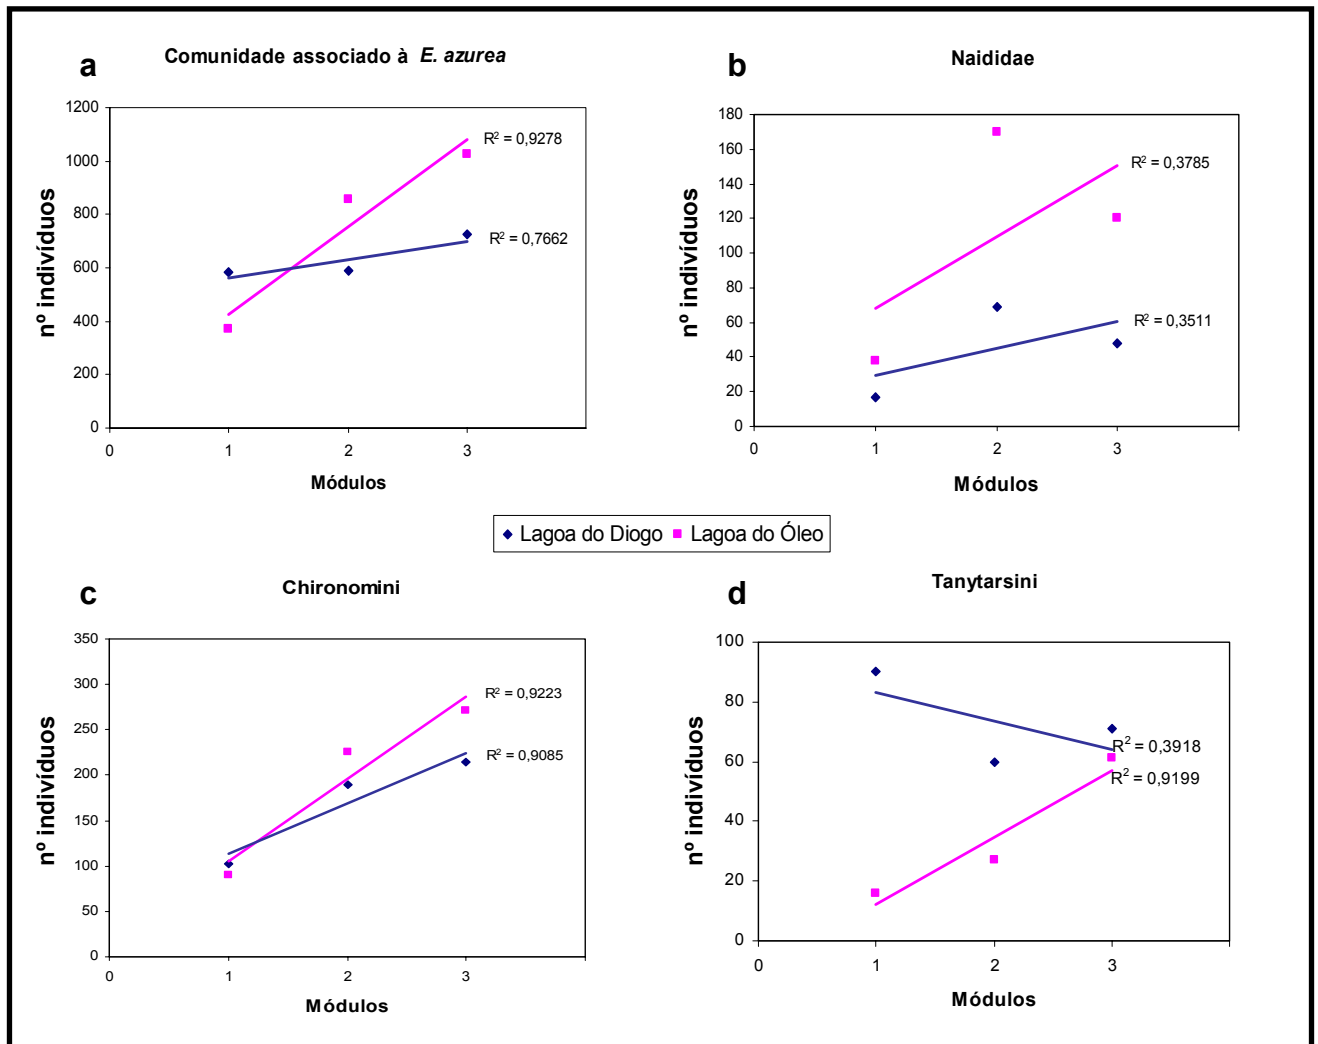 a
Comunidade associado à E. azurea
nº indivíduos
1200
1000
800
600
400
200
0
0 1 2 3
Módulos
R² = 0,9278
R² = 0,7662
b
Naididae
nº indivíduos
180
160
140
120
100
80
60
40
20
0
0 1 2 3
Módulos
R² = 0,3785
R² = 0,3511
Lagoa do Diogo Lagoa do Óleo
c
Chironomini
nº indivíduos
350
300
250
200
150
100
50
0
0 1 2 3
Módulos
R² = 0,9223
R² = 0,9085
d
Tanytarsini
nº indivíduos
100
80
60
40
20
0
0 1 2 3
Módulos
R² = 0,3918
R² = 0,9199